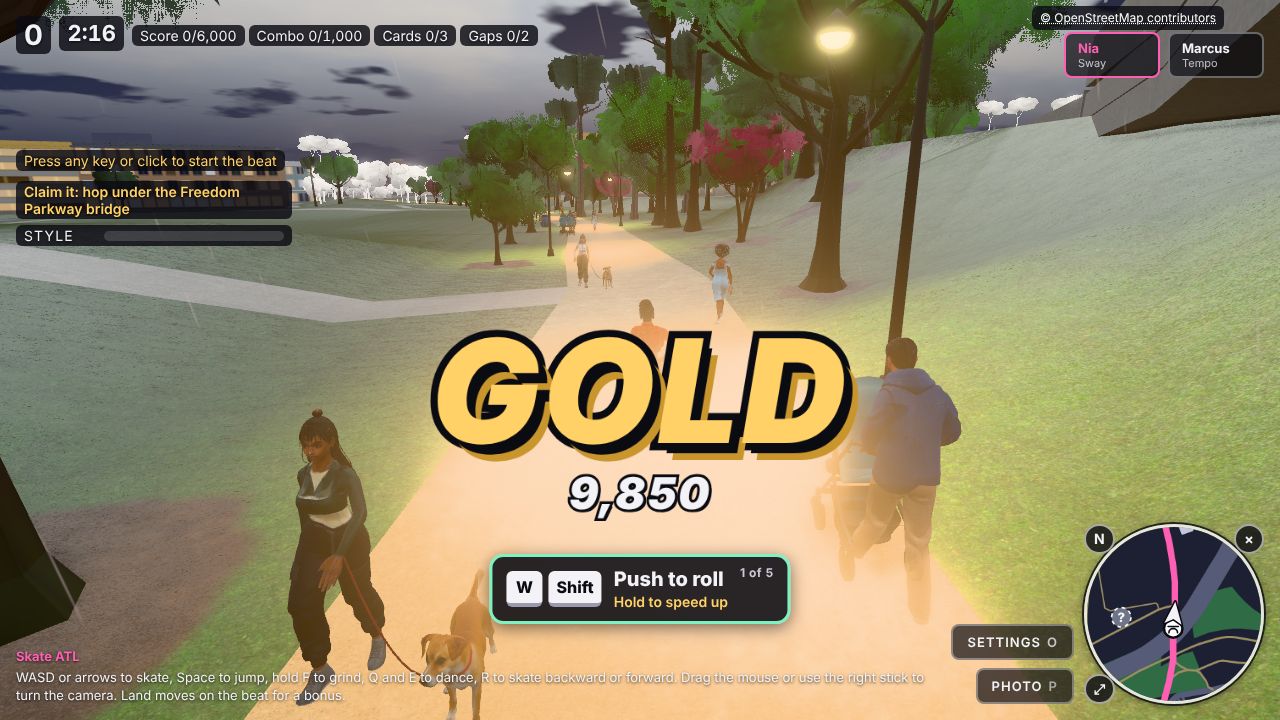 0
2:16
Score 0/6,000
Combo 0/1,000
Cards 0/3
Gaps 0/2
© OpenStreetMap contributors
Nia
Sway
Marcus
Tempo
Press any key or click to start the beat
Claim it: hop under the Freedom
Parkway bridge
STYLE
GOLD
9,850
W
Shift
Push to roll
1 of 5
Hold to speed up
N
×
?
SETTINGS O
PHOTO P
Skate ATL
WASD or arrows to skate, Space to jump, hold F to grind, Q and E to dance, R to skate backward or forward. Drag the mouse or use the right stick to
turn the camera. Land moves on the beat for a bonus.